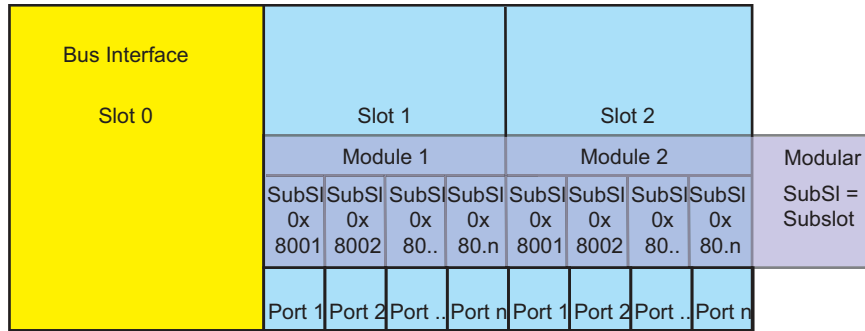 Bus Interface
Slot 0
Slot 1
Slot 2
Module 1
Module 2
Modular
SubSl =
Subslot
SubSl
0x
8001
SubSl
0x
8002
SubSl
0x
80..
SubSl
0x
80.n
SubSl
0x
8001
SubSl
0x
8002
SubSl
0x
80..
SubSl
0x
80.n
Port 1
Port 2
Port ..
Port n
Port 1
Port 2
Port ..
Port n